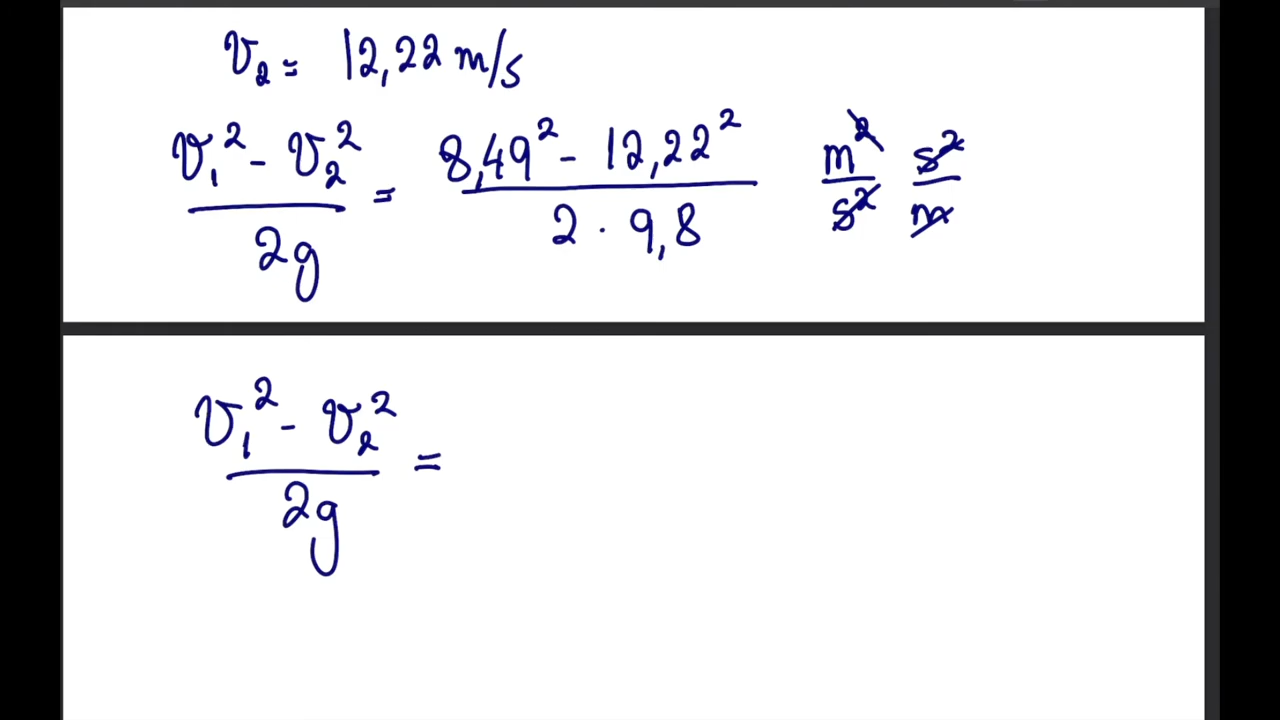 v₂ = 12,22 m/s
(v₁² - v₂²)/2g = (8,49² - 12,22²)/(2 · 9,8) m²/s² s²/m
(v₁² - v₂²)/2g =